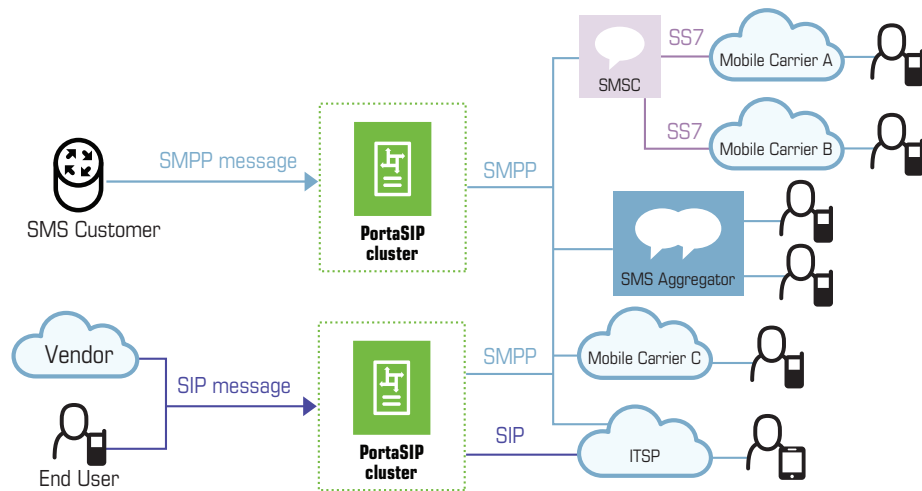 SS7
Mobile Carrier A
SMSC
SS7
Mobile Carrier B
SMPP message
SMPP
SMS Customer
PortaSIP
cluster
SMS Aggregator
Vendor
SIP message
SMPP
Mobile Carrier C
SIP
PortaSIP
cluster
ITSP
End User